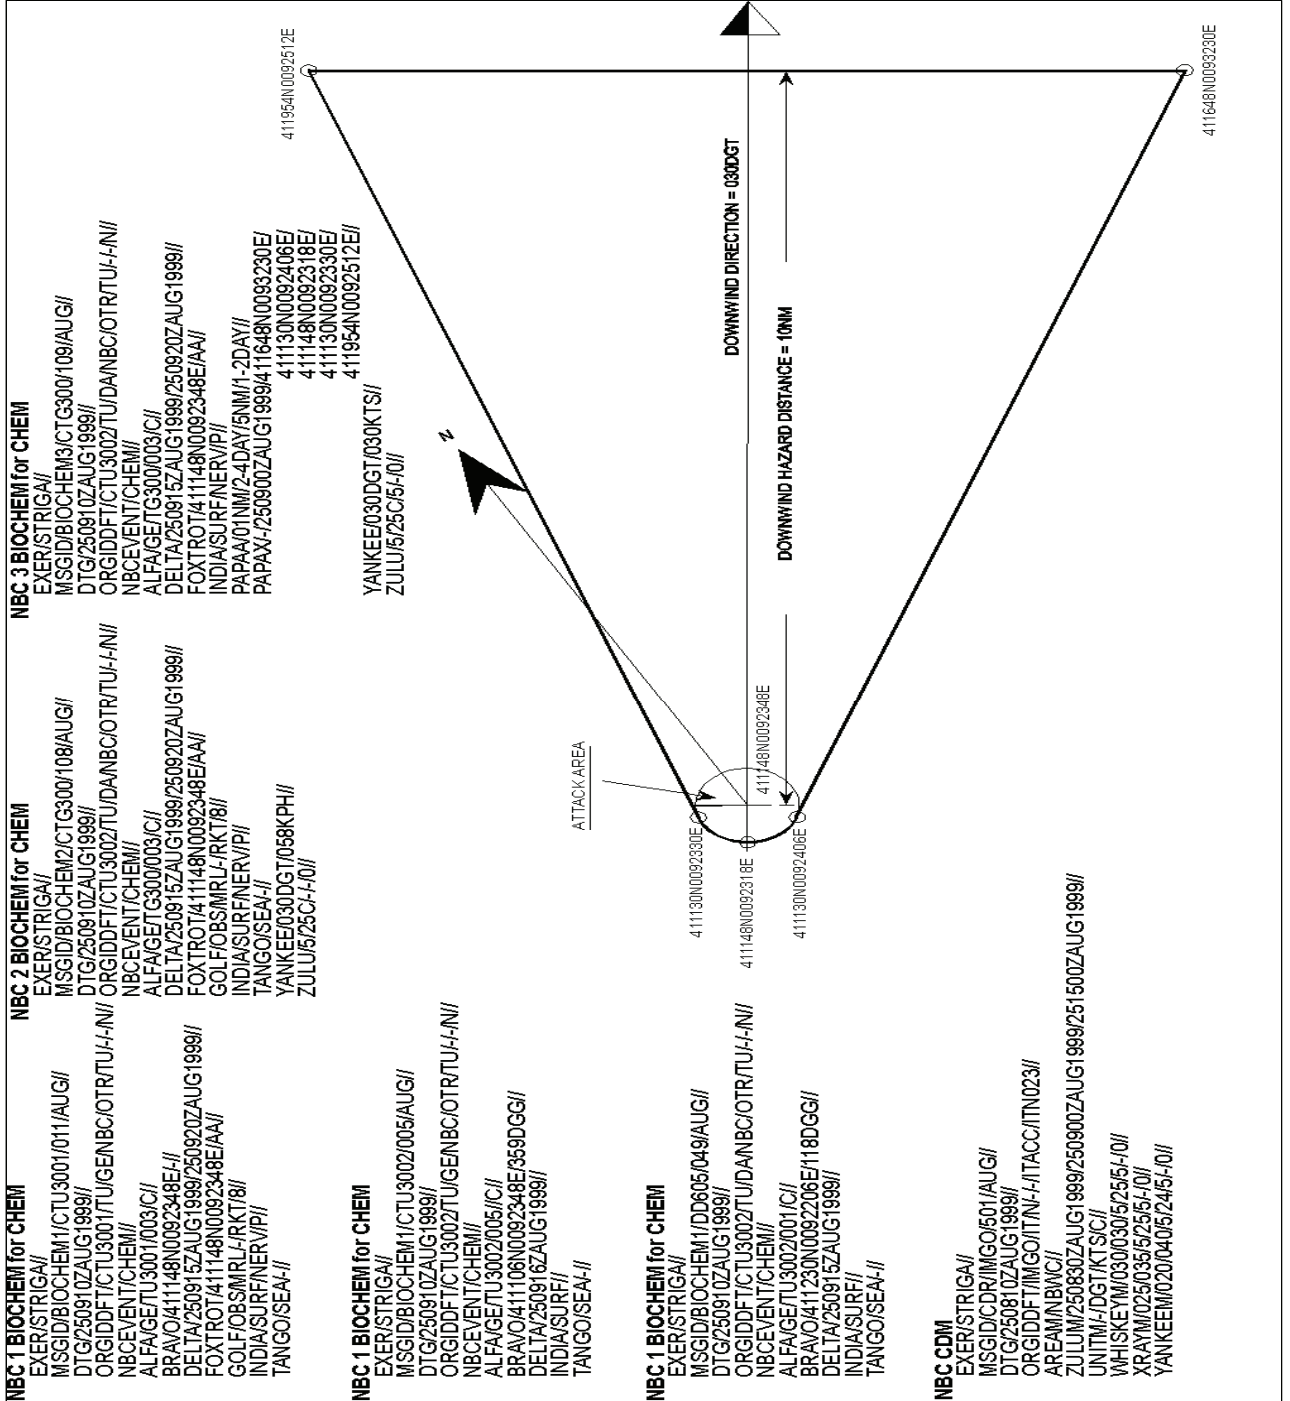 NBC 1 BIOCHEM for CHEM
EXER/STRIGA//
MSGID/BIOCHEM1/CTU3001/011/AUG//
DTG/250910ZAUG1999//
ORGIDDFT/CTU3001/TU/GE/NBC/OTR/TU/-/-/N//
NBCEVENT/CHEM//
ALFA/GE/TU3001/003/C//
BRAVO/411148N0092348E/-//
DELTA/250915ZAUG1999/250920ZAUG1999//
FOXTROT/411148N0092348E/AA//
GOLF/OBS/MRL/-/RKT/8//
INDIA/SURF/NERV/P//
TANGO/SEA/-//
NBC 2 BIOCHEM for CHEM
EXER/STRIGA//
MSGID/BIOCHEM2/CTG300/108/AUG//
DTG/250910ZAUG1999//
ORGIDDFT/CTU3002/TU/DA/NBC/OTR/TU/-/-/N//
NBCEVENT/CHEM//
ALFA/GE/TG300/003/C//
DELTA/250915ZAUG1999/250920ZAUG1999//
FOXTROT/411148N0092348E/AA//
GOLF/OBS/MRL/-/RKT/8//
INDIA/SURF/NERV/P//
TANGO/SEA/-//
YANKEE/030DGT/058KPH//
ZULU/5/25C/-/-/0//
NBC 3 BIOCHEM for CHEM
EXER/STRIGA//
MSGID/BIOCHEM3/CTG300/109/AUG//
DTG/250910ZAUG1999//
ORGIDDFT/CTU3002/TU/DA/NBC/OTR/TU/-/-/N//
NBCEVENT/CHEM//
ALFA/GE/TG300/003/C//
DELTA/250915ZAUG1999/250920ZAUG1999//
FOXTROT/411148N0092348E/AA//
INDIA/SURF/NERV/P//
PAPAA/01NM/2-4DAY/5NM/1-2DAY//
PAPAX/-/250900ZAUG1999/411648N0093230E/
411130N0092406E/
411148N0092318E/
411130N0092330E/
411954N0092512E//
YANKEE/030DGT/030KTS//
ZULU/5/25C/5/-/0//
NBC 1 BIOCHEM for CHEM
EXER/STRIGA//
MSGID/BIOCHEM1/CTU3002/005/AUG//
DTG/250910ZAUG1999//
ORGIDDFT/CTU3002/TU/GE/NBC/OTR/TU/-/-/N//
NBCEVENT/CHEM//
ALFA/GE/TU3002/005//C//
BRAVO/411106N0092348E/359DGG//
DELTA/250916ZAUG1999//
INDIA/SURF//
TANGO/SEA/-//
NBC 1 BIOCHEM for CHEM
EXER/STRIGA//
MSGID/BIOCHEM1/DD605/049/AUG//
DTG/250910ZAUG1999//
ORGIDDFT/CTU3002/TU/DA/NBC/OTR/TU/-/-/N//
NBCEVENT/CHEM//
ALFA/GE/TU3002/001/C//
BRAVO/411230N0092206E/118DGG//
DELTA/250915ZAUG1999//
INDIA/SURF//
TANGO/SEA/-//
NBC CDM
EXER/STRIGA//
MSGID/CDR/IMGO/501/AUG//
DTG/250810ZAUG1999//
ORGIDDFT/IMGO/IT/N/-/-/ITACC/ITN023//
AREAM/NBWC//
ZULUM/250830ZAUG1999/250900ZAUG1999/251500ZAUG1999//
UNITM/-/DGT/KTS/C//
WHISKEYM/030/030/5/25/5/-/0//
XRAYM/025/035/5/25/5/-/0//
YANKEEM/020/040/5/24/5/-/0//
N
ATTACK AREA
411954N0092512E
411130N0092330E
411148N0092318E
411148N0092348E
411130N0092406E
DOWNWIND DIRECTION = 030DGT
DOWNWIND HAZARD DISTANCE = 10NM
411648N0093230E